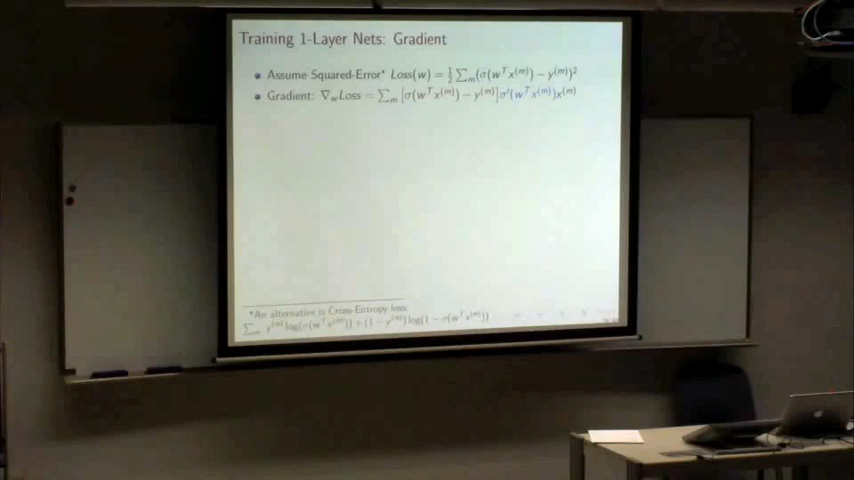 Training 1-Layer Nets: Gradient
• Assume Squared-Error* Loss(w) = ½ ∑ₘ(σ(wᵀx⁽ᵐ⁾) − y⁽ᵐ⁾)²
• Gradient: ∇wLoss = ∑ₘ[σ(wᵀx⁽ᵐ⁾) − y⁽ᵐ⁾]σ′(wᵀx⁽ᵐ⁾)x⁽ᵐ⁾
*An alternative is Cross-Entropy loss:
∑ₘ y⁽ᵐ⁾ log(σ(wᵀx⁽ᵐ⁾)) + (1 − y⁽ᵐ⁾) log(1 − σ(wᵀx⁽ᵐ⁾))